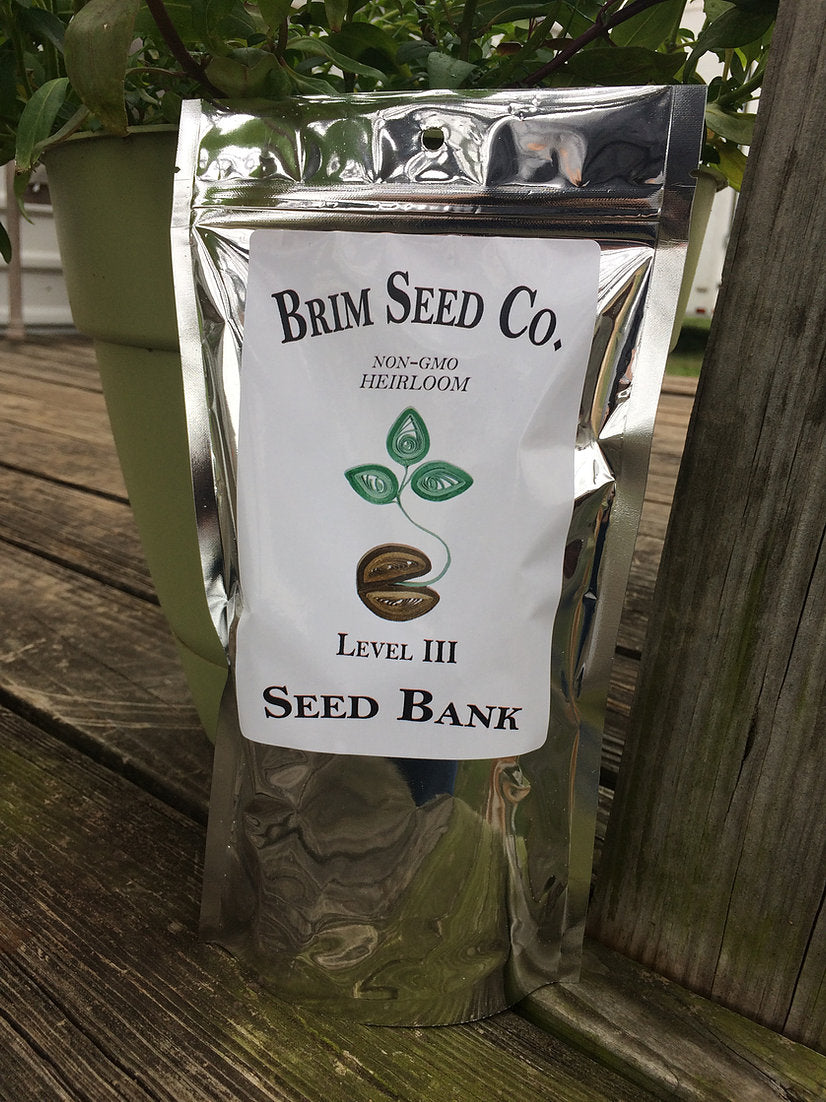 BRIM SEED CO.
NON-GMO
HEIRLOOM
LEVEL III
SEED BANK